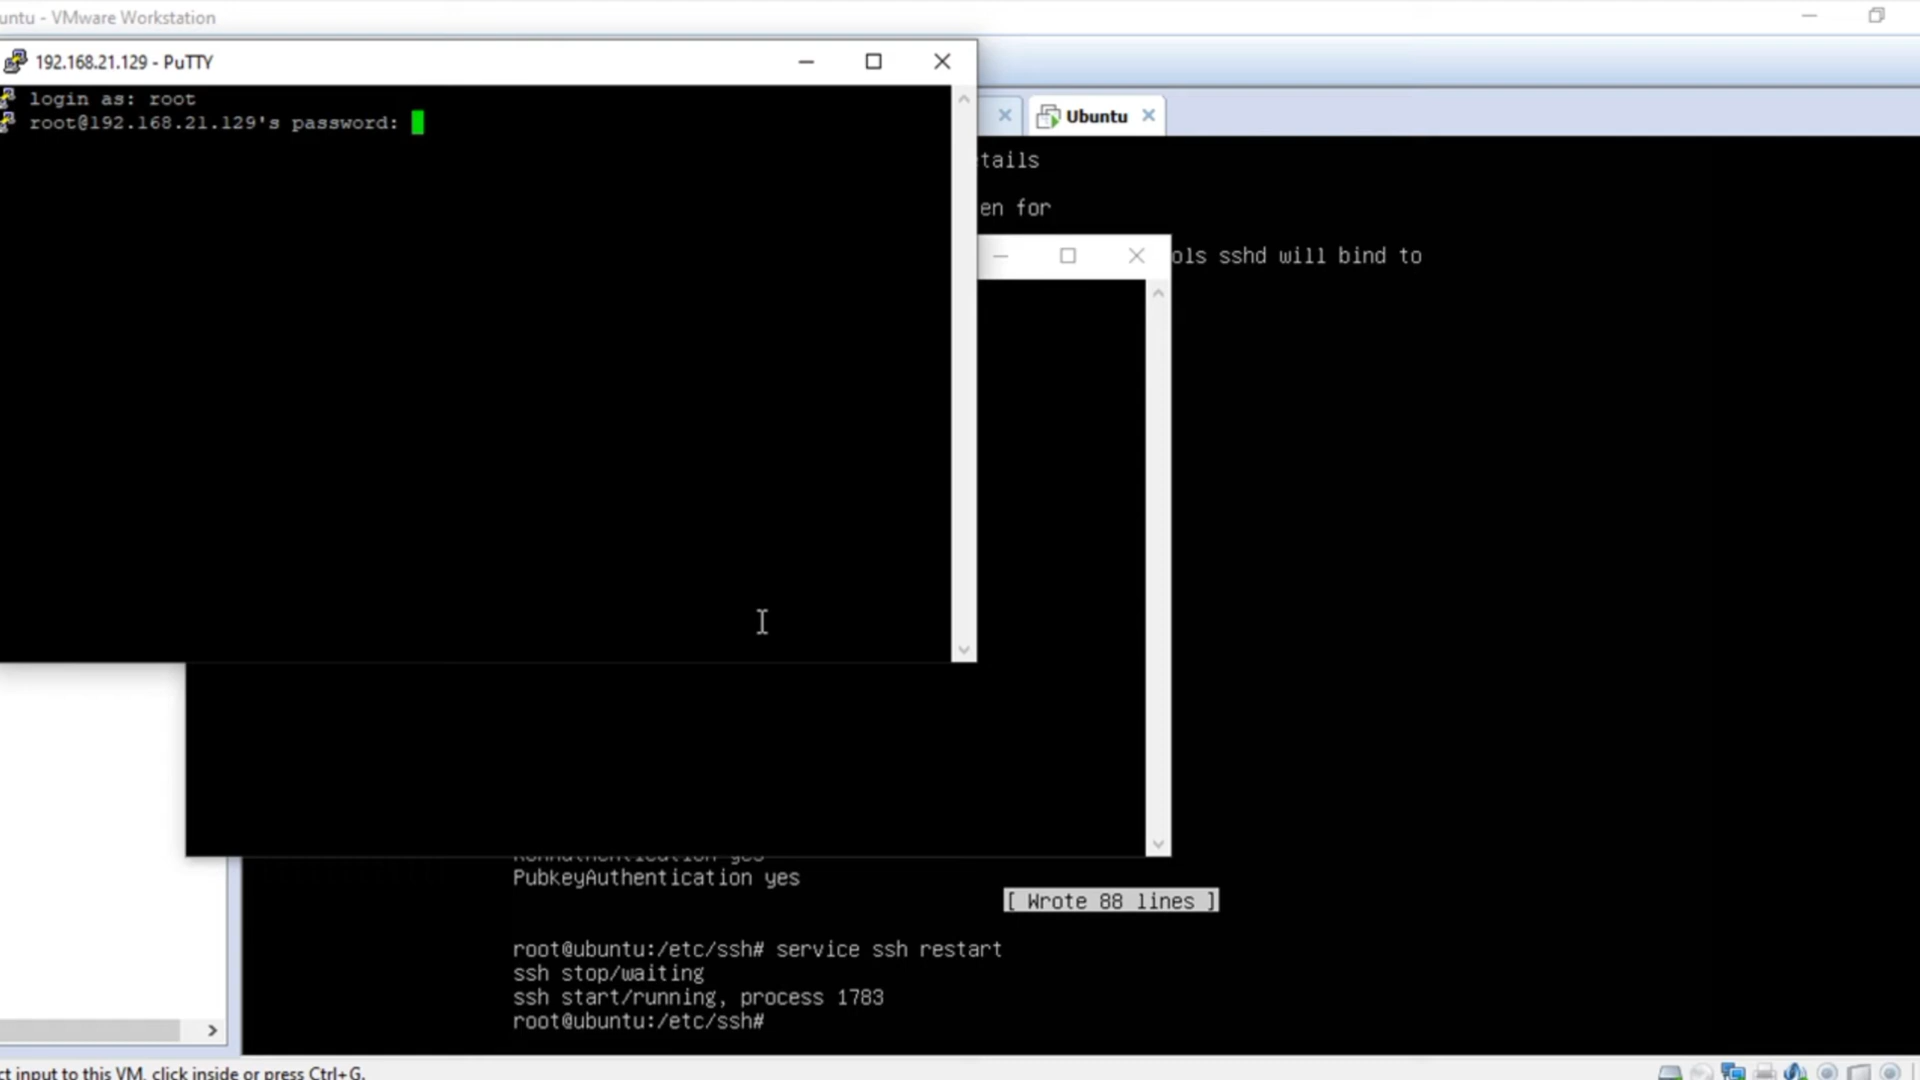 untu - VMware Workstation
192.168.21.129 - PuTTY
login as: root
root@192.168.21.129's password:
Ubuntu
tails
en for
ols sshd will bind to
PubkeyAuthentication yes
[ Wrote 88 lines ]
root@ubuntu:/etc/ssh# service ssh restart
ssh stop/waiting
ssh start/running, process 1783
root@ubuntu:/etc/ssh#
ct input to this VM, click inside or press Ctrl+G.